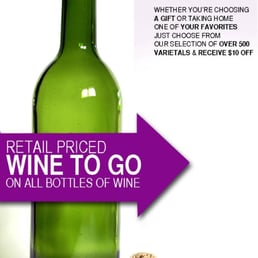 WHETHER YOU'RE CHOOSING
A GIFT OR TAKING HOME
ONE OF YOUR FAVORITES
JUST CHOOSE FROM
OUR SELECTION OF OVER 500
VARIETALS & RECEIVE $10 OFF
RETAIL PRICED
WINE TO GO
ON ALL BOTTLES OF WINE